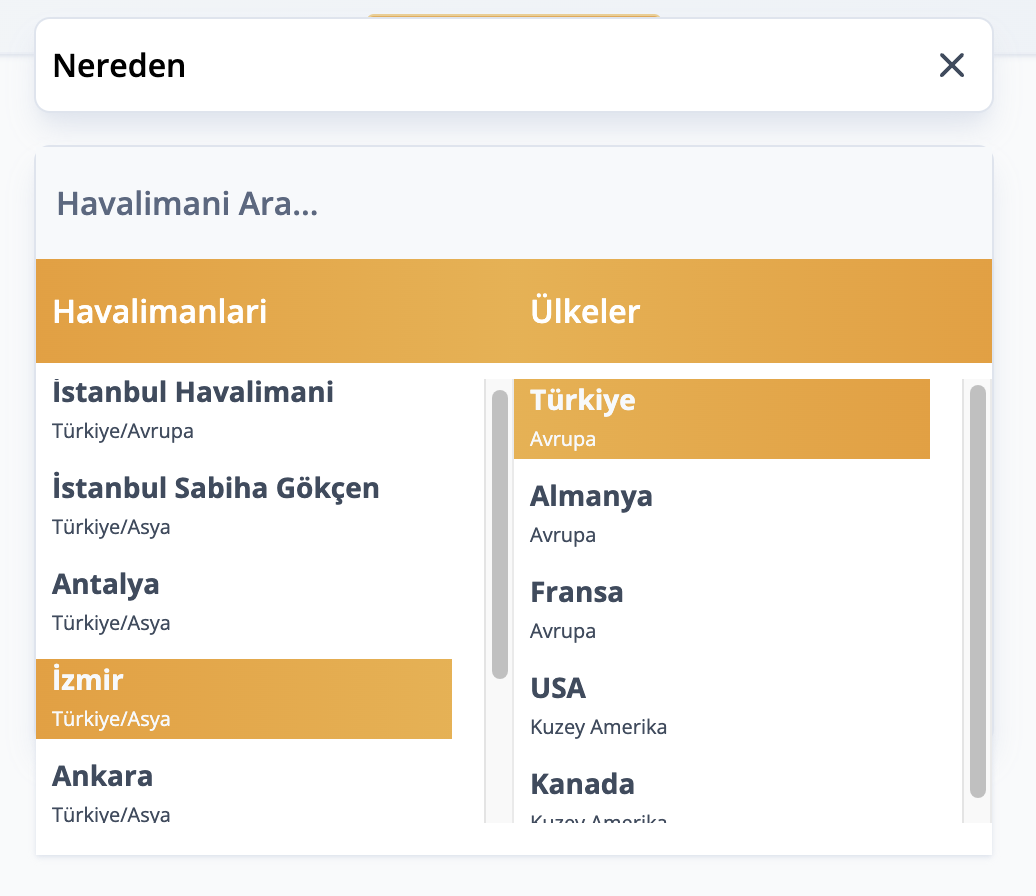 Nereden
Havalimani Ara...
Havalimanlari
Ülkeler
İstanbul Havalimani
Türkiye/Avrupa
İstanbul Sabiha Gökçen
Türkiye/Asya
Antalya
Türkiye/Asya
İzmir
Türkiye/Asya
Ankara
Türkiye/Asya
Türkiye
Avrupa
Almanya
Avrupa
Fransa
Avrupa
USA
Kuzey Amerika
Kanada
Kuzey Amerika